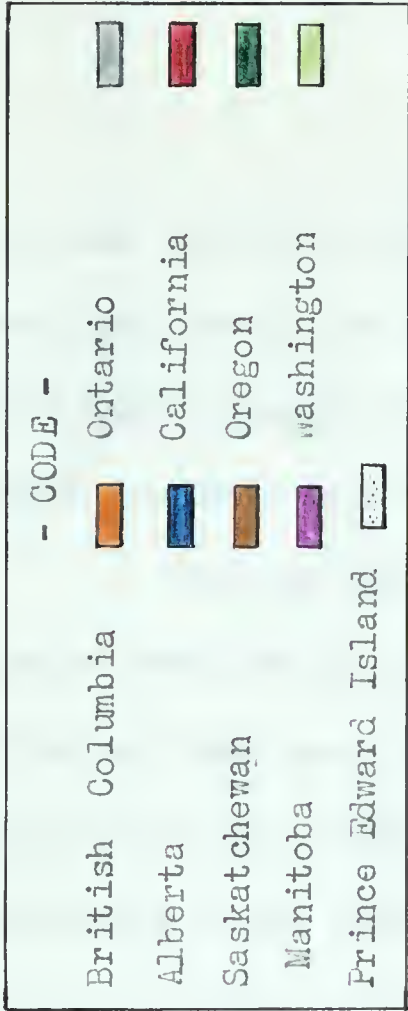 - CODE -
British Columbia Ontario
Alberta California
Saskatchewan Oregon
Manitoba Washington
Prince Edward Island